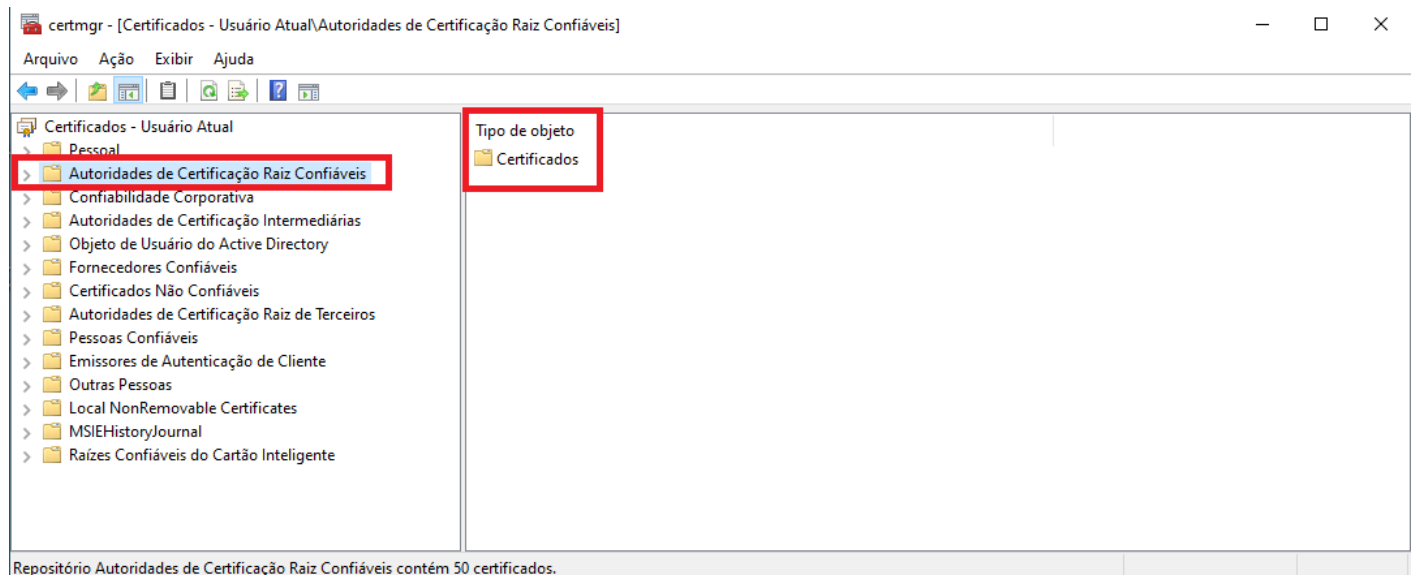 certmgr - [Certificados - Usuário Atual\Autoridades de Certificação Raiz Confiáveis]
Arquivo Ação Exibir Ajuda
Certificados - Usuário Atual
Pessoal
Autoridades de Certificação Raiz Confiáveis
Confiabilidade Corporativa
Autoridades de Certificação Intermediárias
Objeto de Usuário do Active Directory
Fornecedores Confiáveis
Certificados Não Confiáveis
Autoridades de Certificação Raiz de Terceiros
Pessoas Confiáveis
Emissores de Autenticação de Cliente
Outras Pessoas
Local NonRemovable Certificates
MSIEHistoryJournal
Raízes Confiáveis do Cartão Inteligente
Tipo de objeto
Certificados
Repositório Autoridades de Certificação Raiz Confiáveis contém 50 certificados.